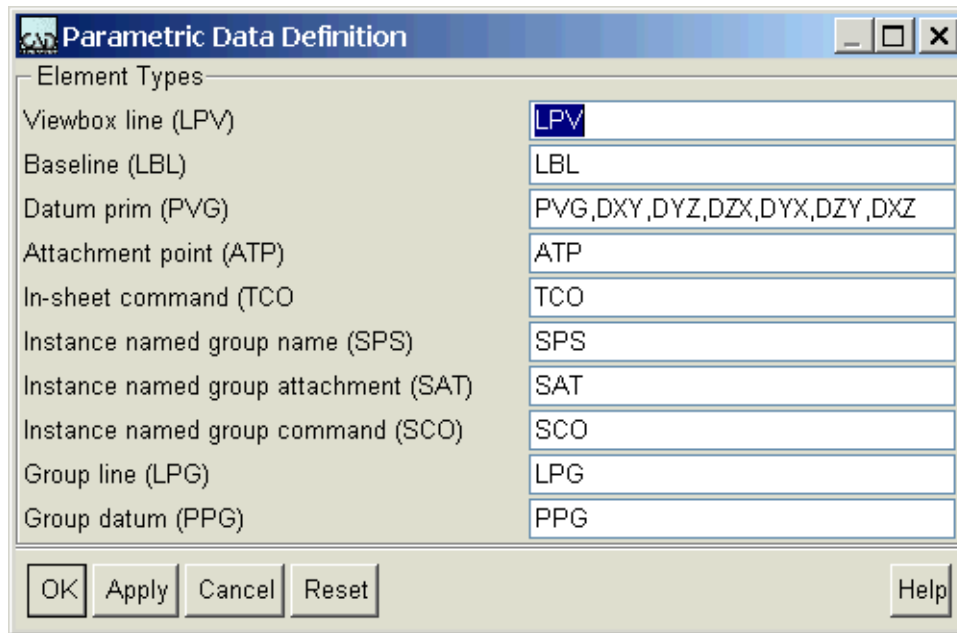 CAD Parametric Data Definition
Element Types
Viewbox line (LPV) LPV
Baseline (LBL) LBL
Datum prim (PVG) PVG,DXY,DYZ,DZX,DYX,DZY,DXZ
Attachment point (ATP) ATP
In-sheet command (TCO TCO
Instance named group name (SPS) SPS
Instance named group attachment (SAT) SAT
Instance named group command (SCO) SCO
Group line (LPG) LPG
Group datum (PPG) PPG
OK Apply Cancel Reset Help